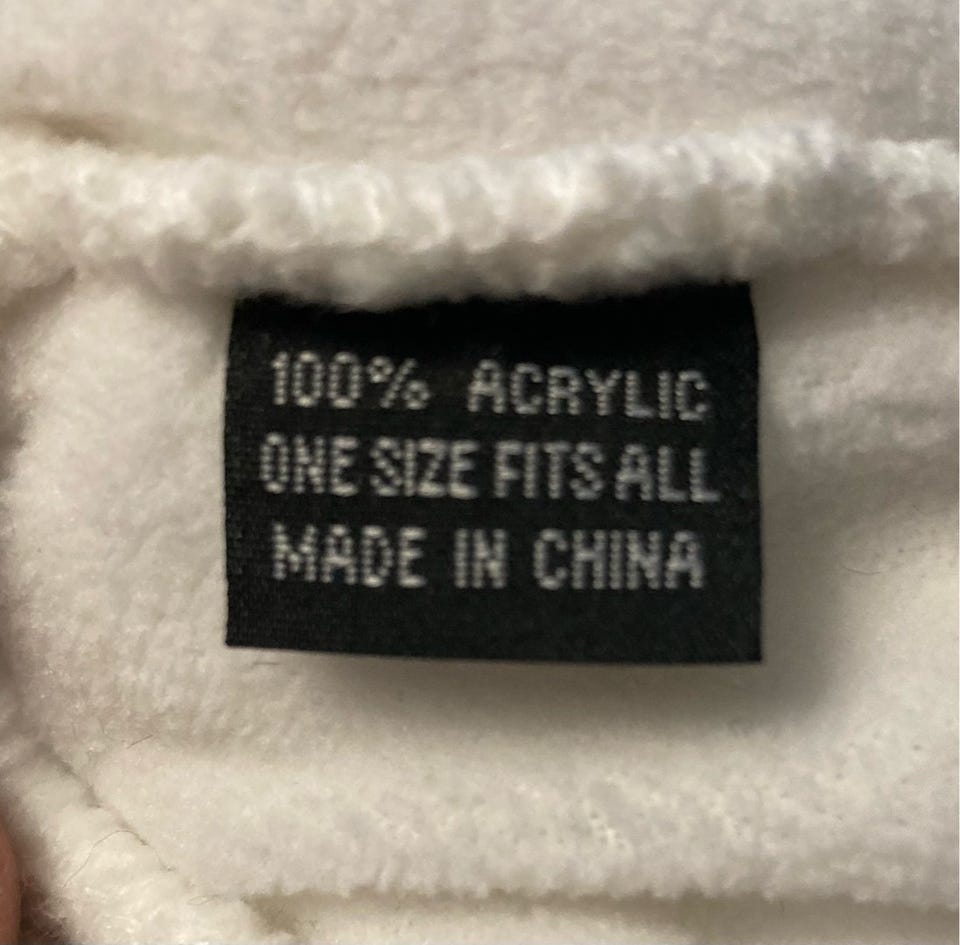 100% ACRYLIC
ONE SIZE FITS ALL
MADE IN CHINA